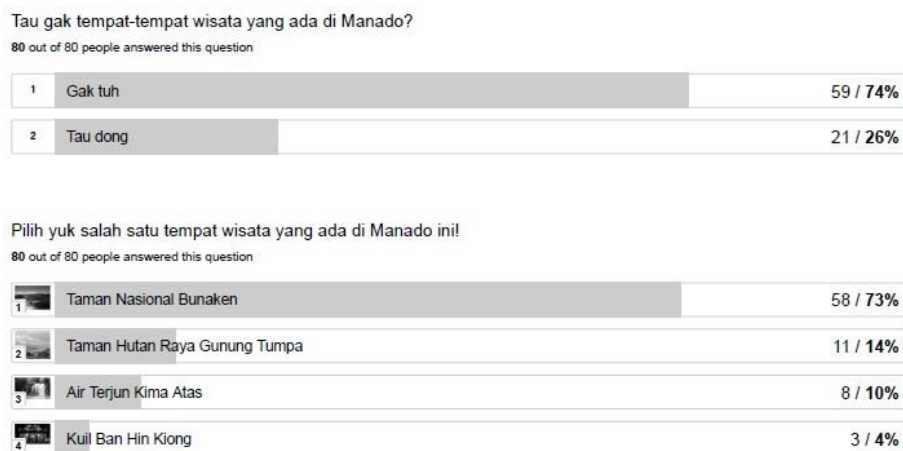 Tau gak tempat-tempat wisata yang ada di Manado?
80 out of 80 people answered this question
1 Gak tuh 59 / 74%
2 Tau dong 21 / 26%
Pilih yuk salah satu tempat wisata yang ada di Manado ini!
80 out of 80 people answered this question
1 Taman Nasional Bunaken 58 / 73%
2 Taman Hutan Raya Gunung Tumpa 11 / 14%
3 Air Terjun Kima Atas 8 / 10%
4 Kuil Ban Hin Kiong 3 / 4%